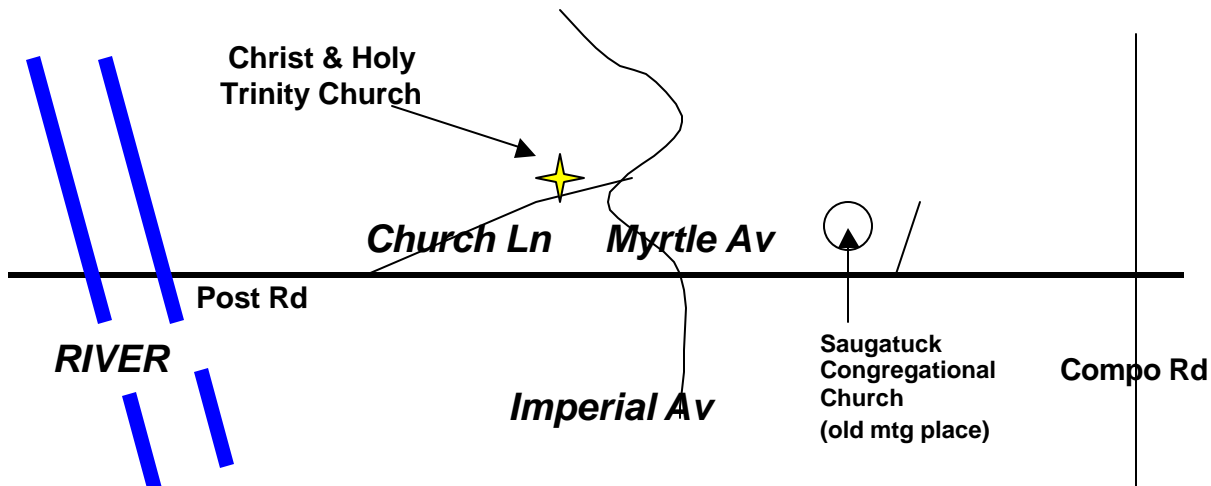 Christ & Holy
Trinity Church
Church Ln
Myrtle Av
Post Rd
RIVER
Saugatuck
Congregational
Church
(old mtg place)
Compo Rd
Imperial Av